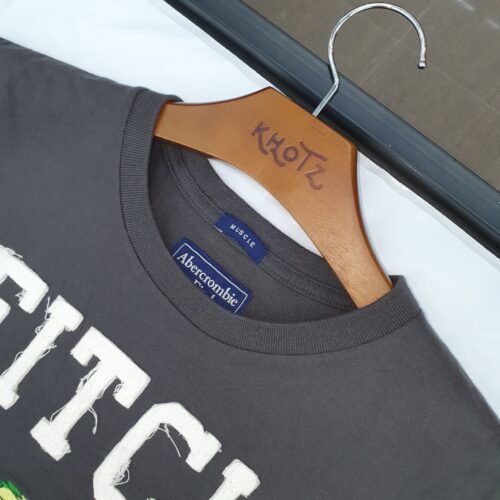 KHOTZ
MUSCLE
Abercrombie
FITCH